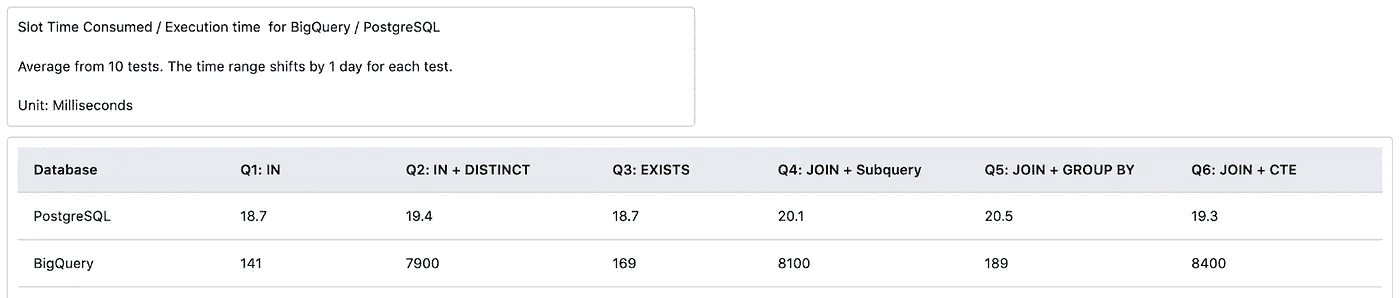 Slot Time Consumed / Execution time for BigQuery / PostgreSQL
Average from 10 tests. The time range shifts by 1 day for each test.
Unit: Milliseconds
Database Q1: IN Q2: IN + DISTINCT Q3: EXISTS Q4: JOIN + Subquery Q5: JOIN + GROUP BY Q6: JOIN + CTE
PostgreSQL 18.7 19.4 18.7 20.1 20.5 19.3
BigQuery 141 7900 169 8100 189 8400